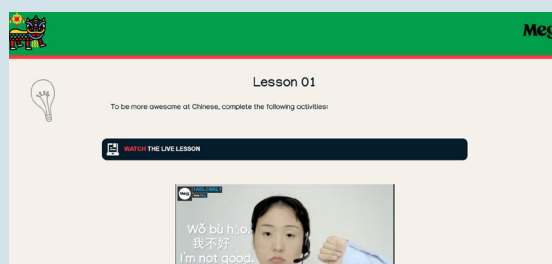 Meg
Lesson 01
To be more awesome at Chinese, complete the following activities:
WATCH THE LIVE LESSON
Wǒ bù hǎo.
我不好。
I'm not good.